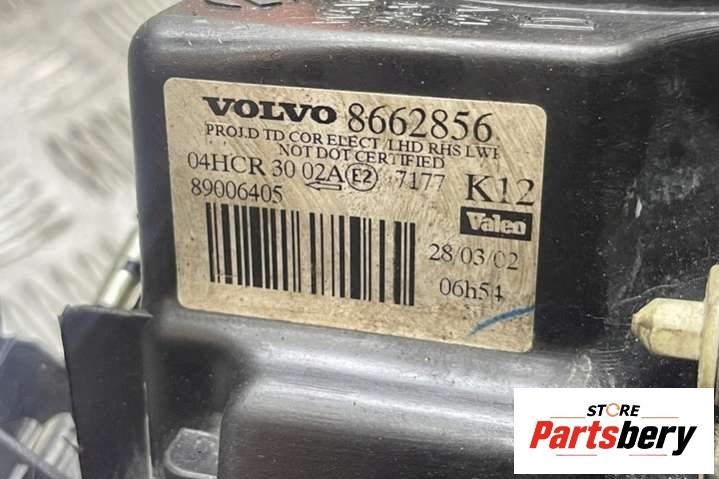 VOLVO 8662856
PROJ.D TD COR ELECT LHD RHS LWR
NOT DOT CERTIFIED
04HCR 30 02A E2 7177 K12
89006405
Valeo
28/03/02
06h54
STORE
Partsbery